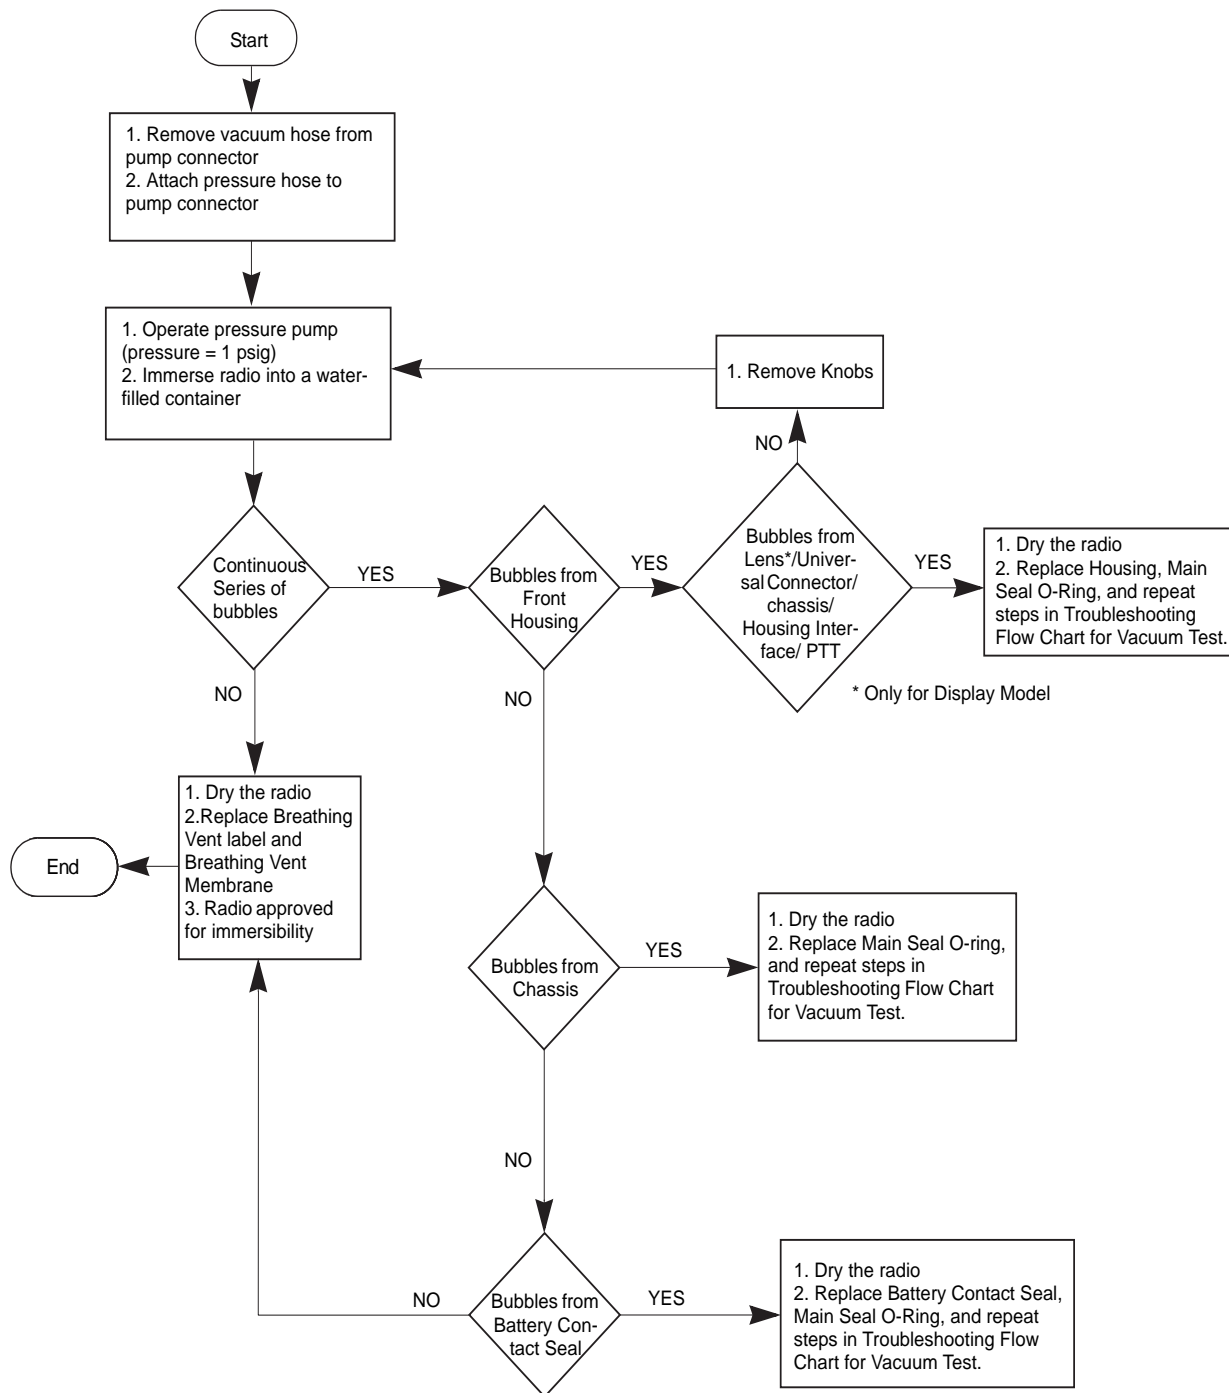 Start
1. Remove vacuum hose from
pump connector
2. Attach pressure hose to
pump connector
1. Operate pressure pump
(pressure = 1 psig)
2. Immerse radio into a water-
filled container
1. Remove Knobs
NO
Continuous
Series of
bubbles
YES
Bubbles from
Front
Housing
YES
Bubbles from
Lens*/Univer-
sal Connector/
chassis/
Housing Inter-
face/ PTT
YES
1. Dry the radio
2. Replace Housing, Main
Seal O-Ring, and repeat
steps in Troubleshooting
Flow Chart for Vacuum Test.
* Only for Display Model
NO
NO
1. Dry the radio
2.Replace Breathing
Vent label and
Breathing Vent
Membrane
3. Radio approved
for immersibility
End
Bubbles from
Chassis
YES
1. Dry the radio
2. Replace Main Seal O-ring,
and repeat steps in
Troubleshooting Flow Chart
for Vacuum Test.
NO
Bubbles from
Battery Con-
tact Seal
NO
YES
1. Dry the radio
2. Replace Battery Contact Seal,
Main Seal O-Ring, and repeat
steps in Troubleshooting Flow
Chart for Vacuum Test.